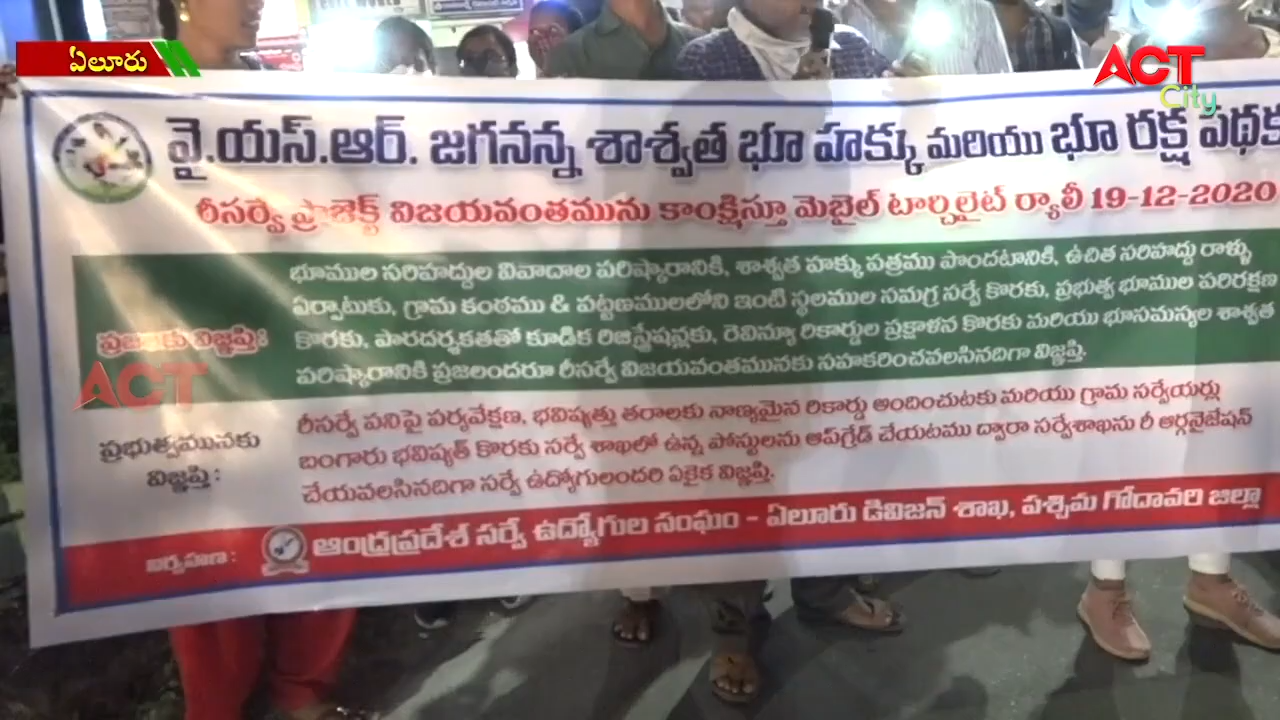 ఏలూరు
ACT
City
వై.యస్.ఆర్. జగనన్న శాశ్వత భూ హక్కు మరియు భూ రక్ష పథక
రీసర్వే ప్రాజెక్ట్ విజయవంతమును కాంక్షిస్తూ మొబైల్ టార్చిలైట్ ర్యాలీ 19-12-2020
భూముల సరిహద్దుల వివాదాల పరిష్కారానికి, శాశ్వత హక్కు పత్రము పొందటానికి, ఉచిత సరిహద్దు రాళ్ళు
ఏర్పాటుకు, గ్రామ కంఠము & పట్టణములలోని ఇంటి స్థలముల సమగ్ర సర్వే కొరకు, ప్రభుత్వ భూముల పరిరక్షణ
ప్రజలకు విజ్ఞప్తి:
కొరకు, పారదర్శకతతో కూడిక రిజిస్ట్రేషన్లకు, రెవిన్యూ రికార్డుల ప్రక్షాళన కొరకు మరియు భూసమస్యల శాశ్వత
పరిష్కారానికి ప్రజలందరూ రీసర్వే విజయవంతమునకు సహకరించవలసినదిగా విజ్ఞప్తి.
ACT
ప్రభుత్వమునకు
విజ్ఞప్తి :
రీసర్వే పనిపై పర్యవేక్షణ, భవిష్యత్తు తరాలకు నాణ్యమైన రికార్డు అందించుటకు మరియు గ్రామ సర్వేయర్లు
బంగారు భవిష్యత్ కొరకు సర్వే శాఖలో ఉన్న పోస్టులను అప్‌గ్రేడ్ చేయటము ద్వారా సర్వేశాఖను రీ ఆర్గనైజేషన్
చేయవలసినదిగా సర్వే ఉద్యోగులందరి ఏకైక విజ్ఞప్తి.
నిర్వహణ :
ఆంధ్రప్రదేశ్ సర్వే ఉద్యోగుల సంఘం - ఏలూరు డివిజన్ శాఖ, పశ్చిమ గోదావరి జిల్లా